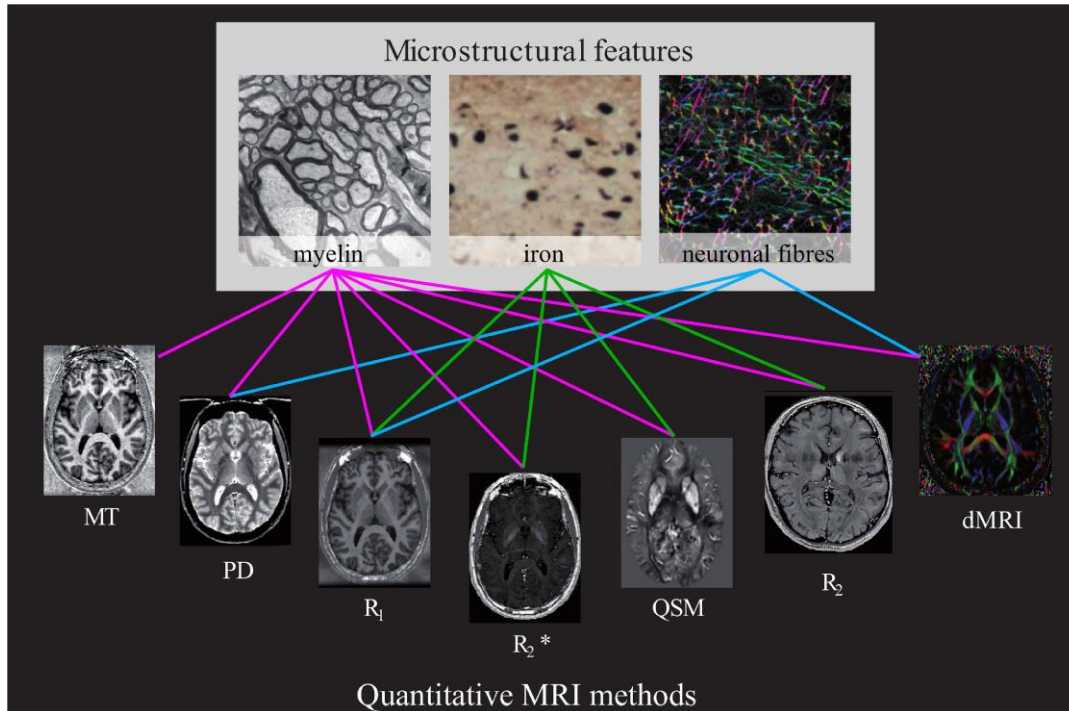 Microstructural features
myelin
iron
neuronal fibres
MT
PD
R₁
R₂ *
QSM
R₂
dMRI
Quantitative MRI methods